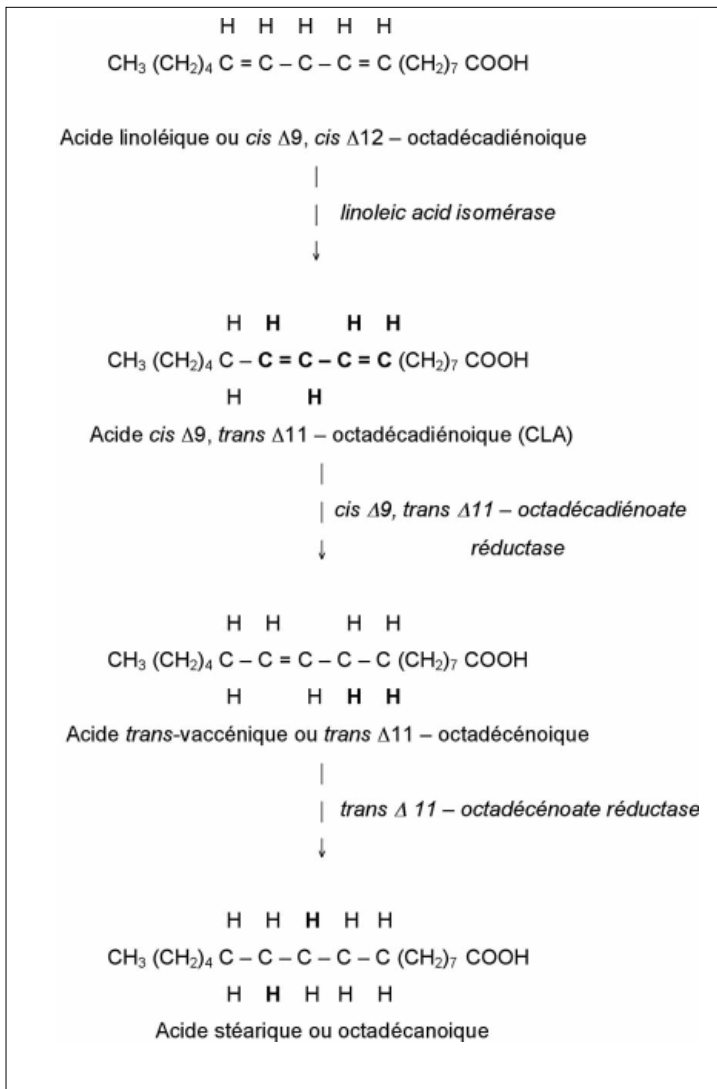 H H H H H
CH₃ (CH₂)₄ C = C – C – C = C (CH₂)₇ COOH
Acide linoléique ou cis Δ9, cis Δ12 – octadécadiénoique
linoleic acid isomérase
H H H H
CH₃ (CH₂)₄ C – C = C – C = C (CH₂)₇ COOH
H H
Acide cis Δ9, trans Δ11 – octadécadiénoique (CLA)
cis Δ9, trans Δ11 – octadécadiénoate
réductase
H H H H
CH₃ (CH₂)₄ C – C = C – C – C (CH₂)₇ COOH
H H H H
Acide trans-vaccénique ou trans Δ11 – octadécénoique
trans Δ 11 – octadécénoate réductase
H H H H H
CH₃ (CH₂)₄ C – C – C – C – C (CH₂)₇ COOH
H H H H H
Acide stéarique ou octadécanoique